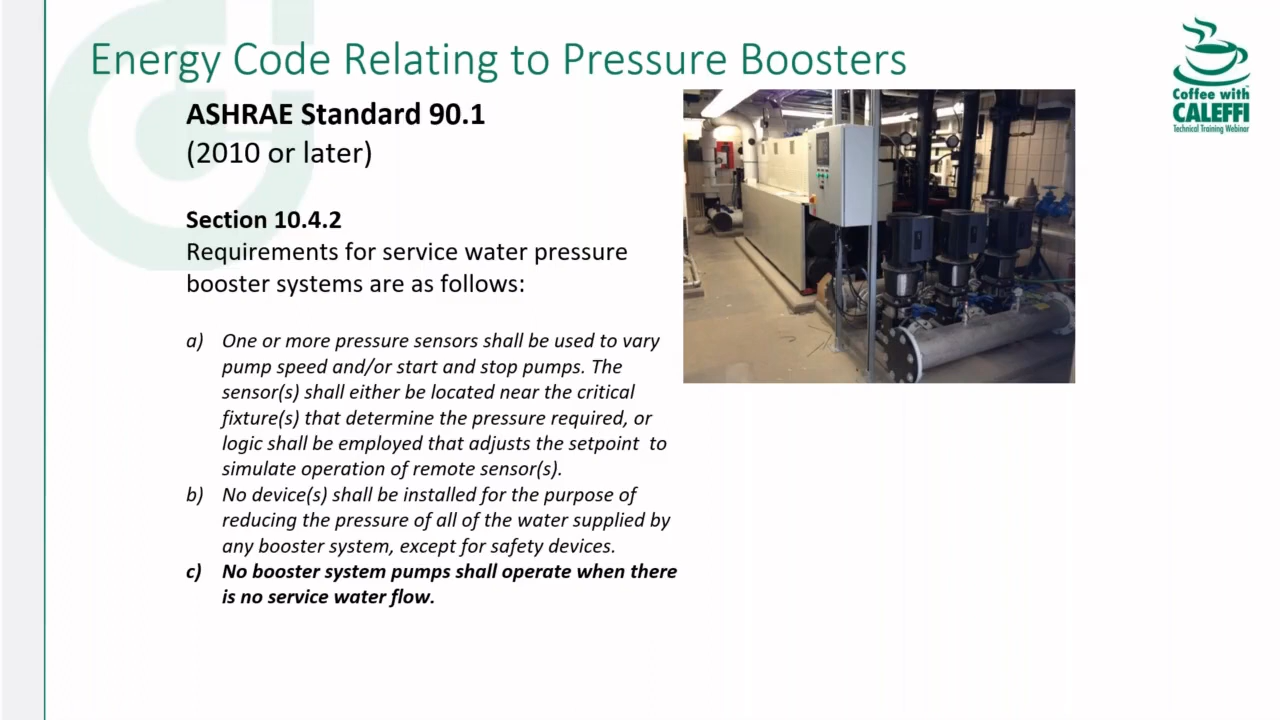 Energy Code Relating to Pressure Boosters
Coffee with
CALEFFI
Technical Training Webinar
ASHRAE Standard 90.1
(2010 or later)
Section 10.4.2
Requirements for service water pressure
booster systems are as follows:
a) One or more pressure sensors shall be used to vary
pump speed and/or start and stop pumps. The
sensor(s) shall either be located near the critical
fixture(s) that determine the pressure required, or
logic shall be employed that adjusts the setpoint to
simulate operation of remote sensor(s).
b) No device(s) shall be installed for the purpose of
reducing the pressure of all of the water supplied by
any booster system, except for safety devices.
c) No booster system pumps shall operate when there
is no service water flow.